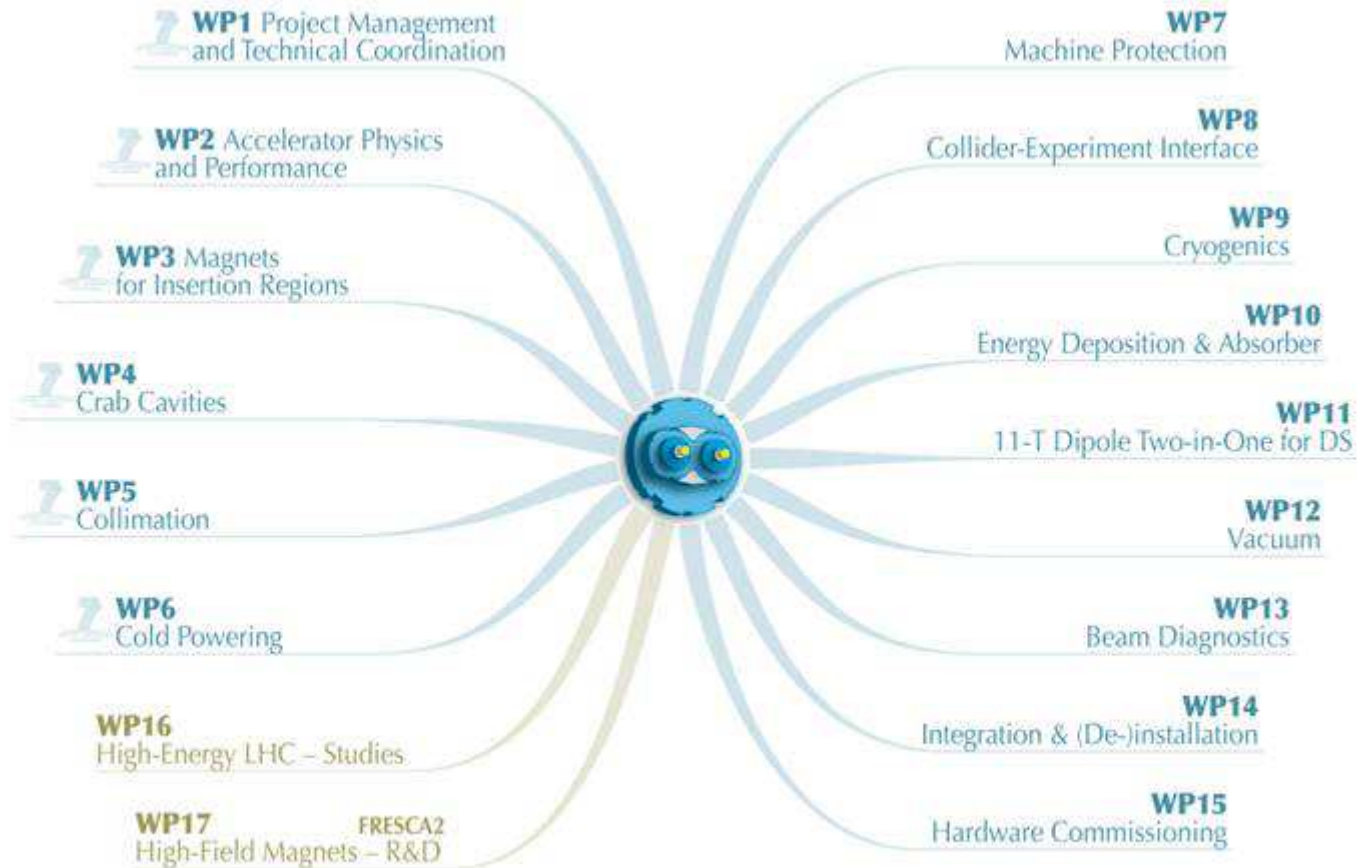 WP1 Project Management
and Technical Coordination
WP2 Accelerator Physics
and Performance
WP3 Magnets
for Insertion Regions
WP4
Crab Cavities
WP5
Collimation
WP6
Cold Powering
WP16
High-Energy LHC – Studies
WP17 FRESCA2
High-Field Magnets – R&D
WP7
Machine Protection
WP8
Collider-Experiment Interface
WP9
Cryogenics
WP10
Energy Deposition & Absorber
WP11
11-T Dipole Two-in-One for DS
WP12
Vacuum
WP13
Beam Diagnostics
WP14
Integration & (De-)installation
WP15
Hardware Commissioning